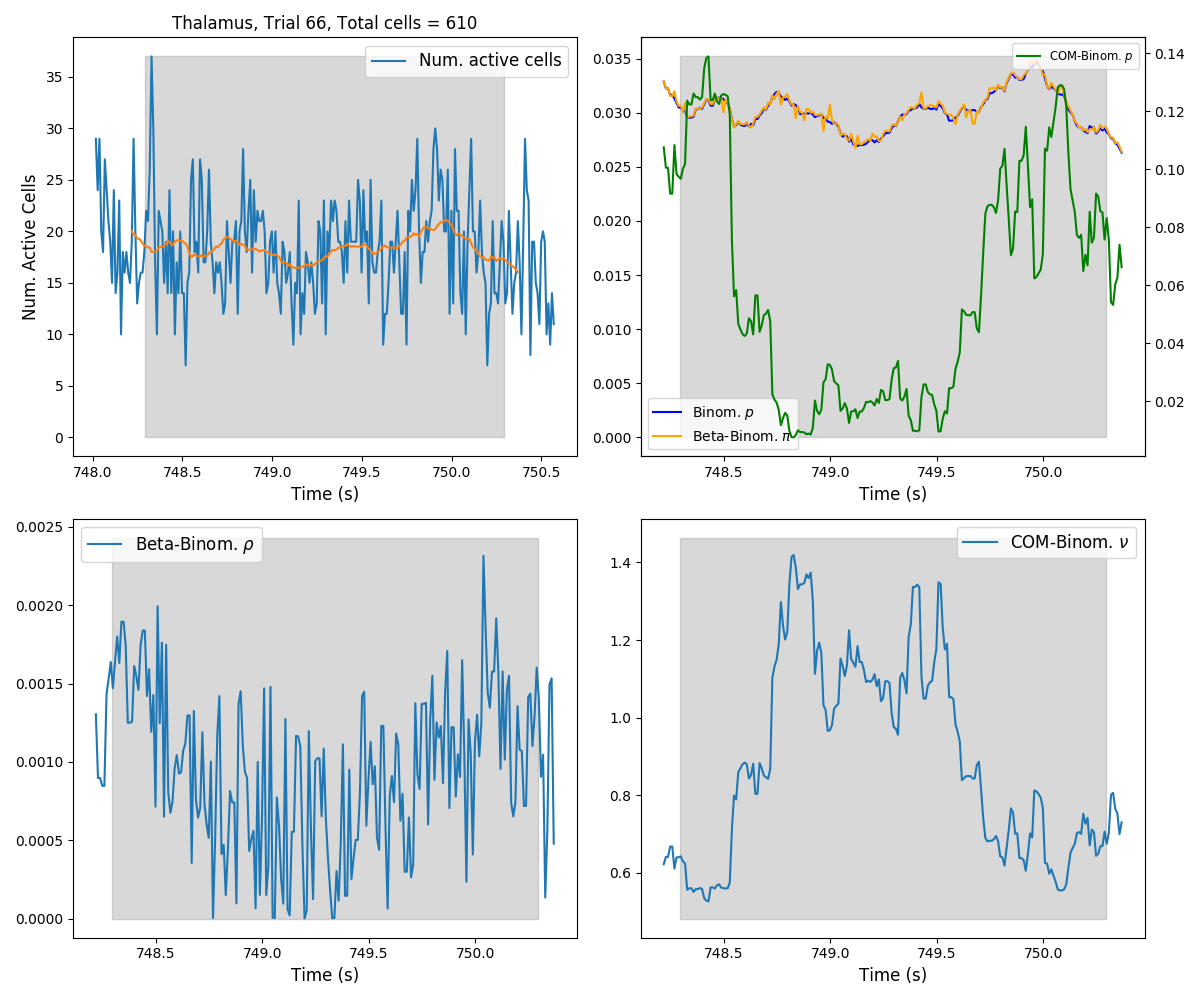 Thalamus, Trial 66, Total cells = 610
Num. active cells
Num. Active Cells
35
30
25
20
15
10
5
0
748.0 748.5 749.0 749.5 750.0 750.5
Time (s)
COM-Binom. p
0.035
0.030
0.025
0.020
0.015
0.010
0.005
0.000
0.14
0.12
0.10
0.08
0.06
0.04
0.02
Binom. p
Beta-Binom. π
748.5 749.0 749.5 750.0
Time (s)
Beta-Binom. ρ
0.0025
0.0020
0.0015
0.0010
0.0005
0.0000
748.5 749.0 749.5 750.0
Time (s)
COM-Binom. ν
1.4
1.2
1.0
0.8
0.6
748.5 749.0 749.5 750.0
Time (s)